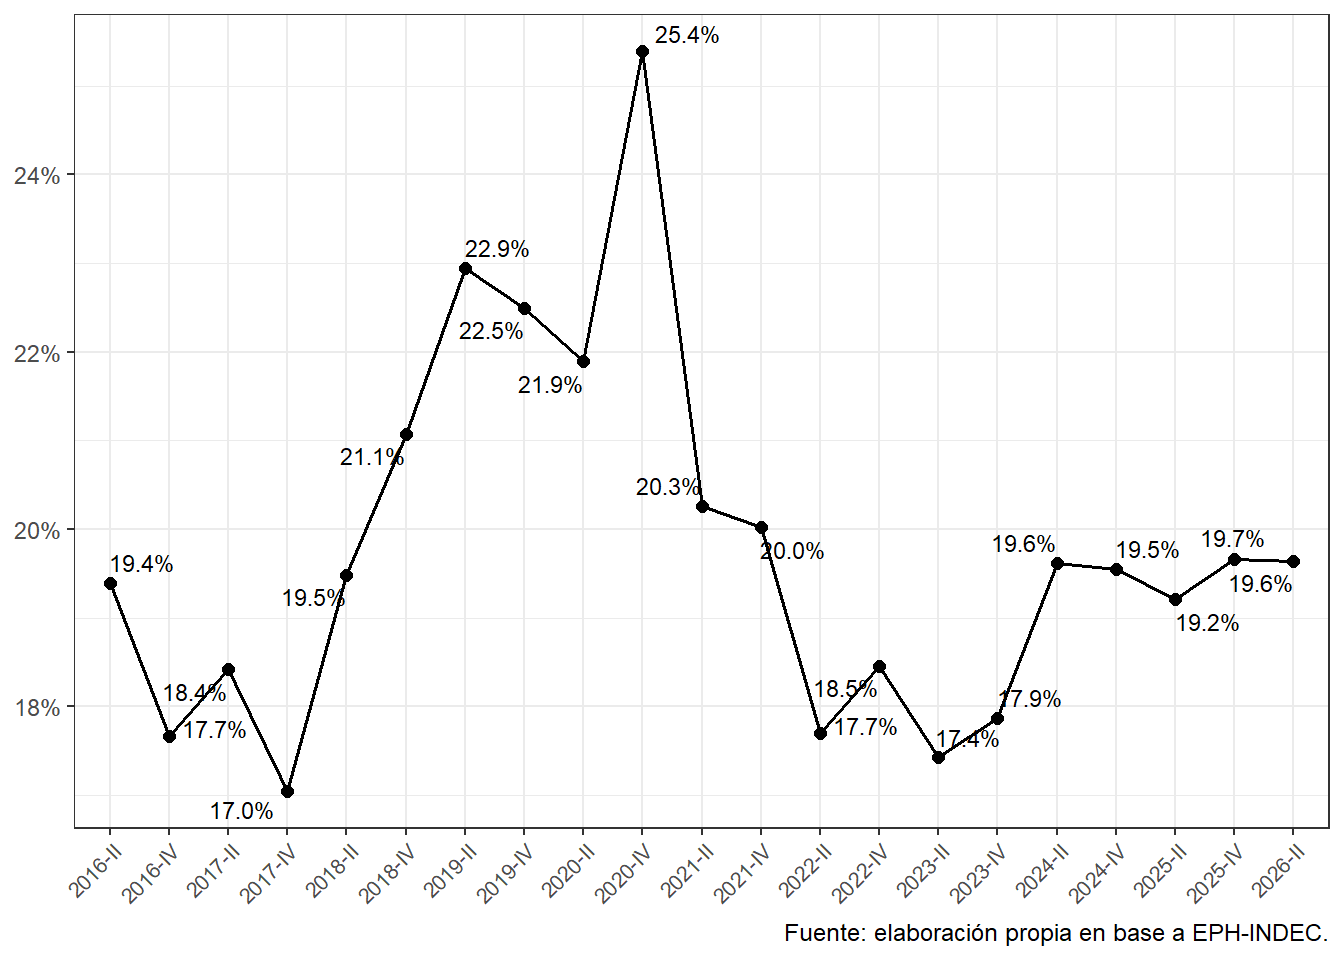 25.4%
24%
22.9%
22.5%
22%
21.9%
21.1%
20.3%
20%
20.0%
19.4%
19.5%
19.6%
19.5%
19.7%
19.6%
19.2%
18.4%
18.5%
17.9%
18%
17.7%
17.7%
17.4%
17.0%
2016-II
2016-IV
2017-II
2017-IV
2018-II
2018-IV
2019-II
2019-IV
2020-II
2020-IV
2021-II
2021-IV
2022-II
2022-IV
2023-II
2023-IV
2024-II
2024-IV
2025-II
2025-IV
2026-II
Fuente: elaboración propia en base a EPH-INDEC.